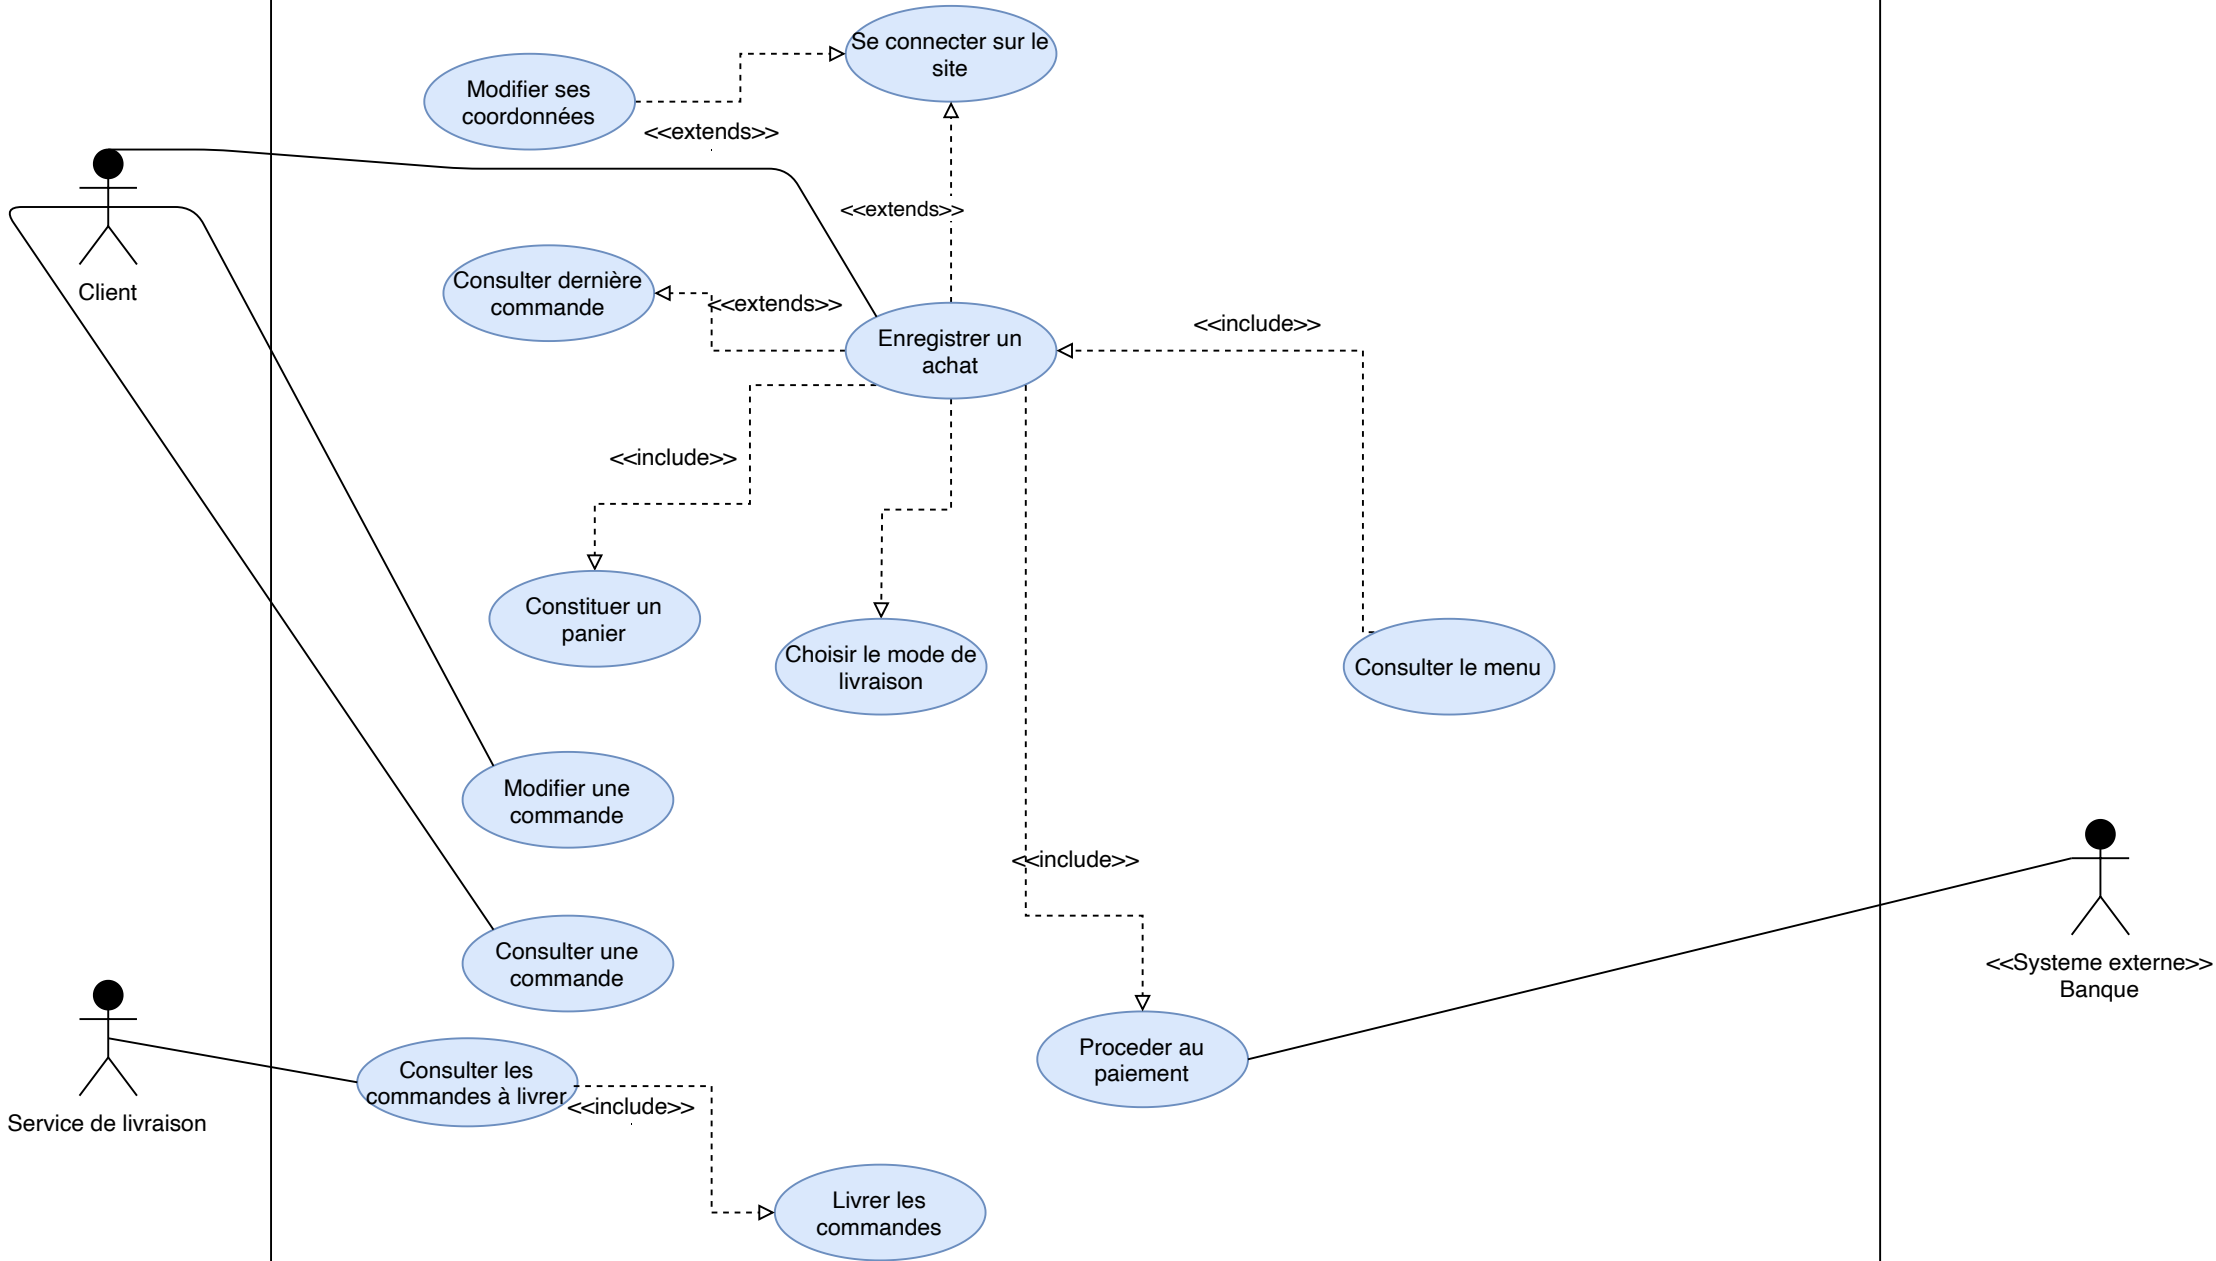 Se connecter sur le
site
Modifier ses
coordonnées
<<extends>>
<<extends>>
Client
Consulter dernière
commande
<<extends>>
Enregistrer un
achat
<<include>>
<<include>>
Constituer un
panier
Choisir le mode de
livraison
Consulter le menu
Modifier une
commande
<<include>>
Consulter une
commande
<<Systeme externe>>
Banque
Proceder au
paiement
Consulter les
commandes à livrer
<<include>>
Service de livraison
Livrer les
commandes